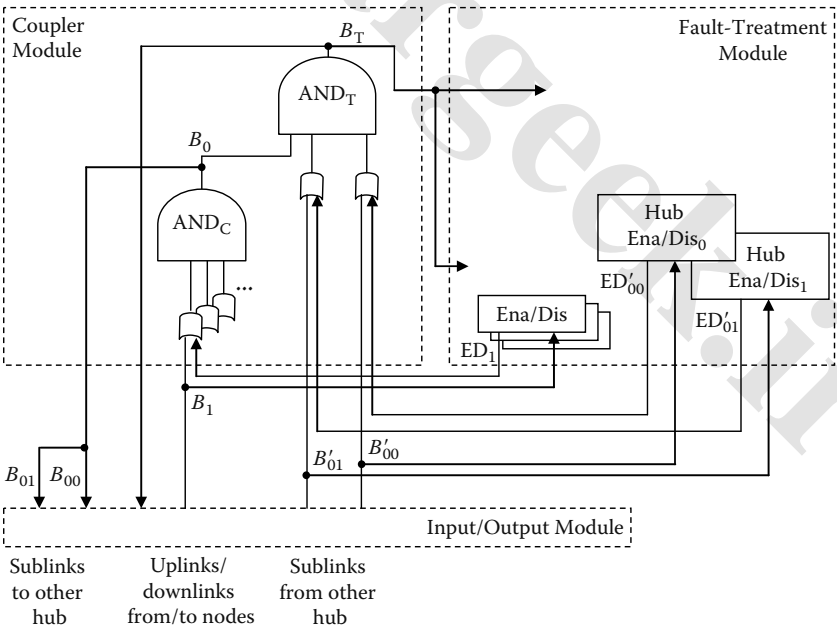 Coupler
Module
B_T
Fault-Treatment
Module
AND_T
B_0
AND_C
...
Hub
Ena/Dis_0
Hub
Ena/Dis_1
ED′_00
ED′_01
Ena/Dis
ED_1
B_1
B_01
B_00
B′_01
B′_00
Input/Output Module
Sublinks
to other
hub
Uplinks/
downlinks
from/to nodes
Sublinks
from other
hub